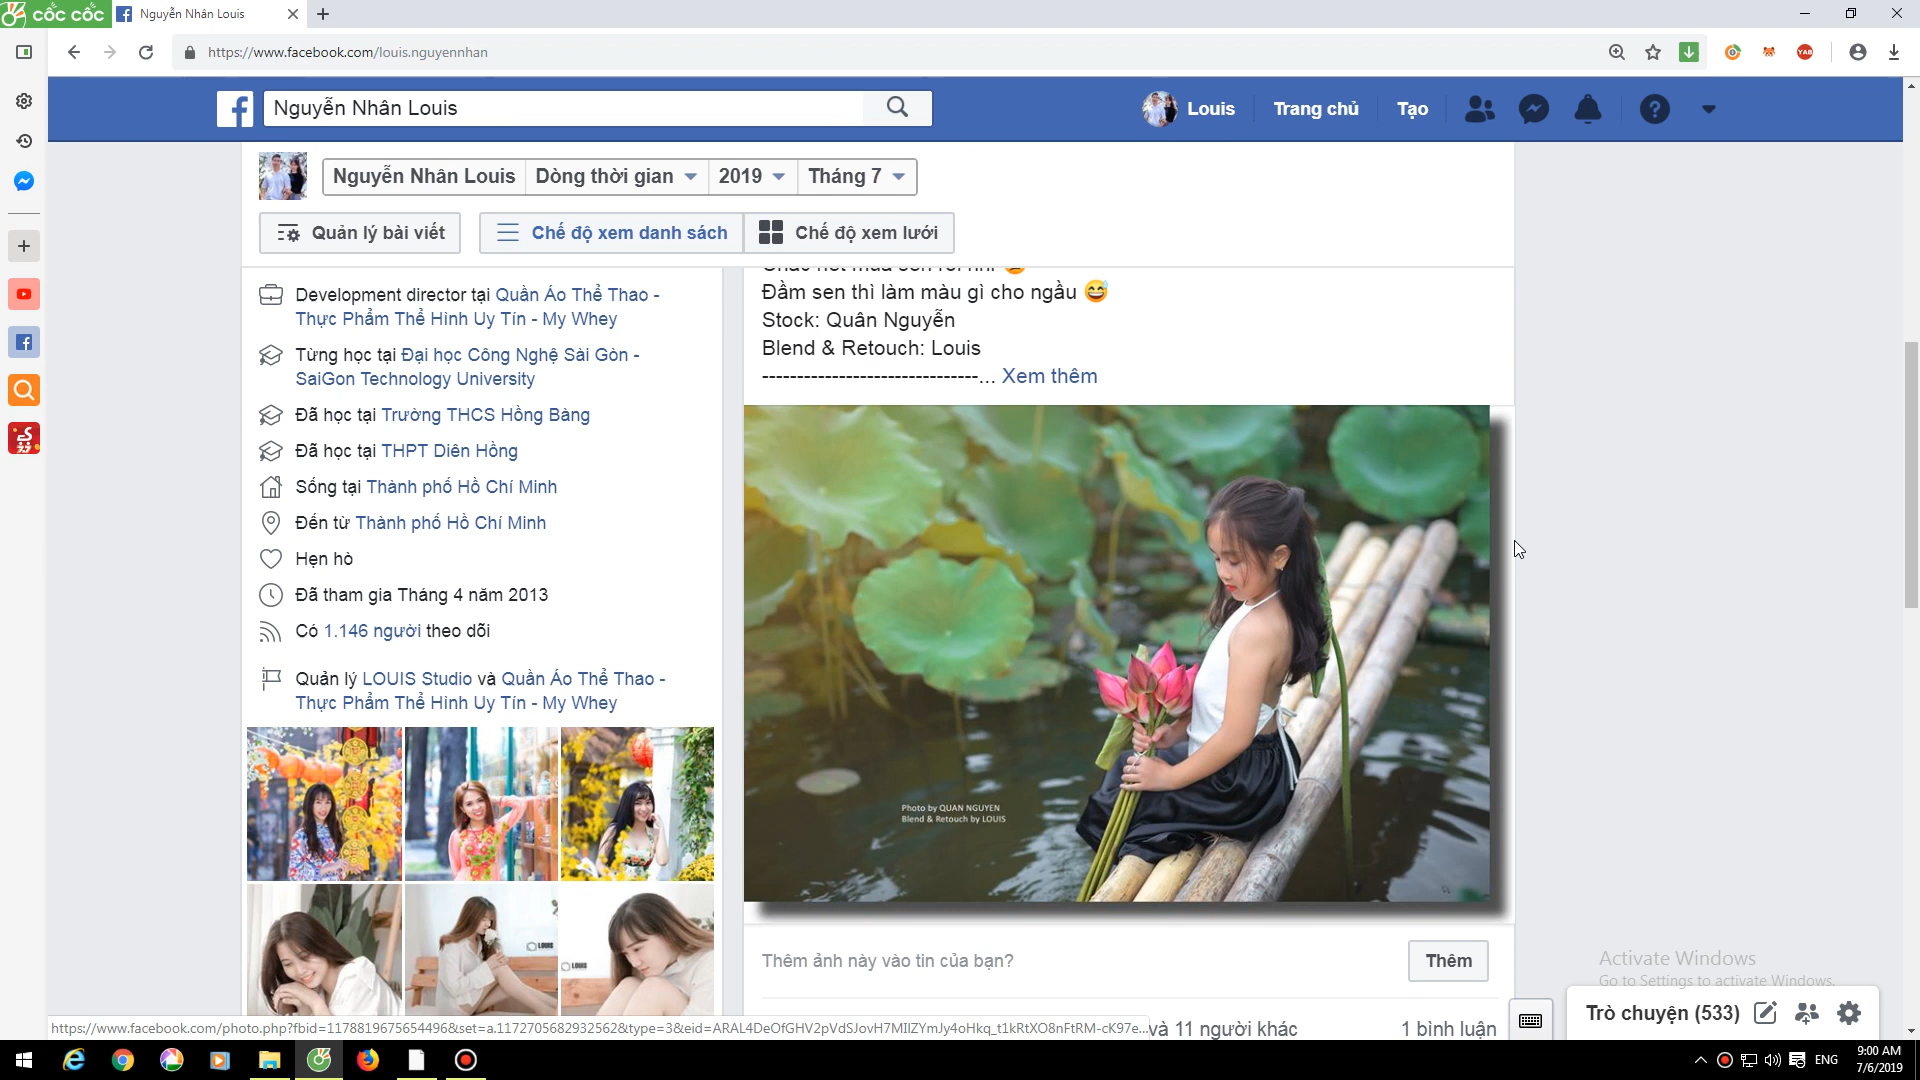 cốc cốc
Nguyễn Nhân Louis
https://www.facebook.com/louis.nguyennhan
YAB
Nguyễn Nhân Louis
Louis
Trang chủ
Tạo
Nguyễn Nhân Louis
Dòng thời gian
2019
Tháng 7
Quản lý bài viết
Chế độ xem danh sách
Chế độ xem lưới
Development director tại Quần Áo Thể Thao -
Thực Phẩm Thể Hình Uy Tín - My Whey
Từng học tại Đại học Công Nghệ Sài Gòn -
SaiGon Technology University
Đã học tại Trường THCS Hồng Bàng
Đã học tại THPT Diên Hồng
Sống tại Thành phố Hồ Chí Minh
Đến từ Thành phố Hồ Chí Minh
Hẹn hò
Đã tham gia Tháng 4 năm 2013
Có 1.146 người theo dõi
Quản lý LOUIS Studio và Quần Áo Thể Thao -
Thực Phẩm Thể Hình Uy Tín - My Whey
LOUIS
LOUIS
Đầm sen thì làm màu gì cho ngầu 😅
Stock: Quân Nguyễn
Blend & Retouch: Louis
-------------------------------... Xem thêm
Photo by QUAN NGUYEN
Blend & Retouch by LOUIS
Thêm ảnh này vào tin của bạn?
Thêm
và 11 người khác
1 bình luận
Activate Windows
Go to Settings to activate Windows.
Trò chuyện (533)
https://www.facebook.com/photo.php?fbid=1178819675654496&set=a.117270568293256​2&type=3&eid=ARAL4DeOfGHV2pVdSJovH7MIIZYmJy4oHkq_t1kRtXO8nFtRM-cK97e...
ENG
9:00 AM
7/6/2019